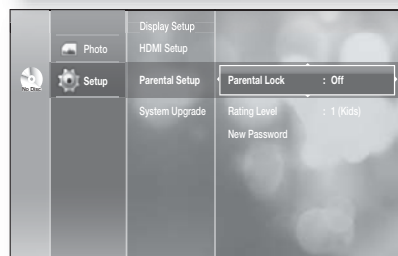 Display Setup
Photo
HDMI Setup
No Disc
Setup
Parental Setup
Parental Lock : Off
System Upgrade
Rating Level : 1 (Kids)
New Password